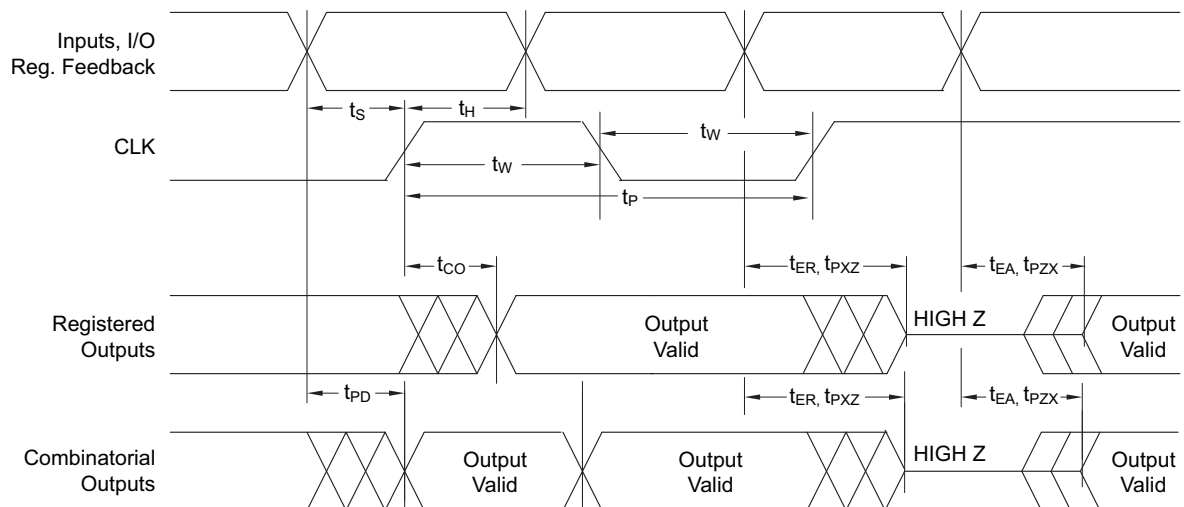 Inputs, I/O
Reg. Feedback
tS
tH
CLK
tW
tW
tP
tCO
tER, tPXZ
tEA, tPZX
Registered
Outputs
Output
Valid
HIGH Z
Output
Valid
tPD
tER, tPXZ
tEA, tPZX
Combinatorial
Outputs
Output
Valid
Output
Valid
HIGH Z
Output
Valid